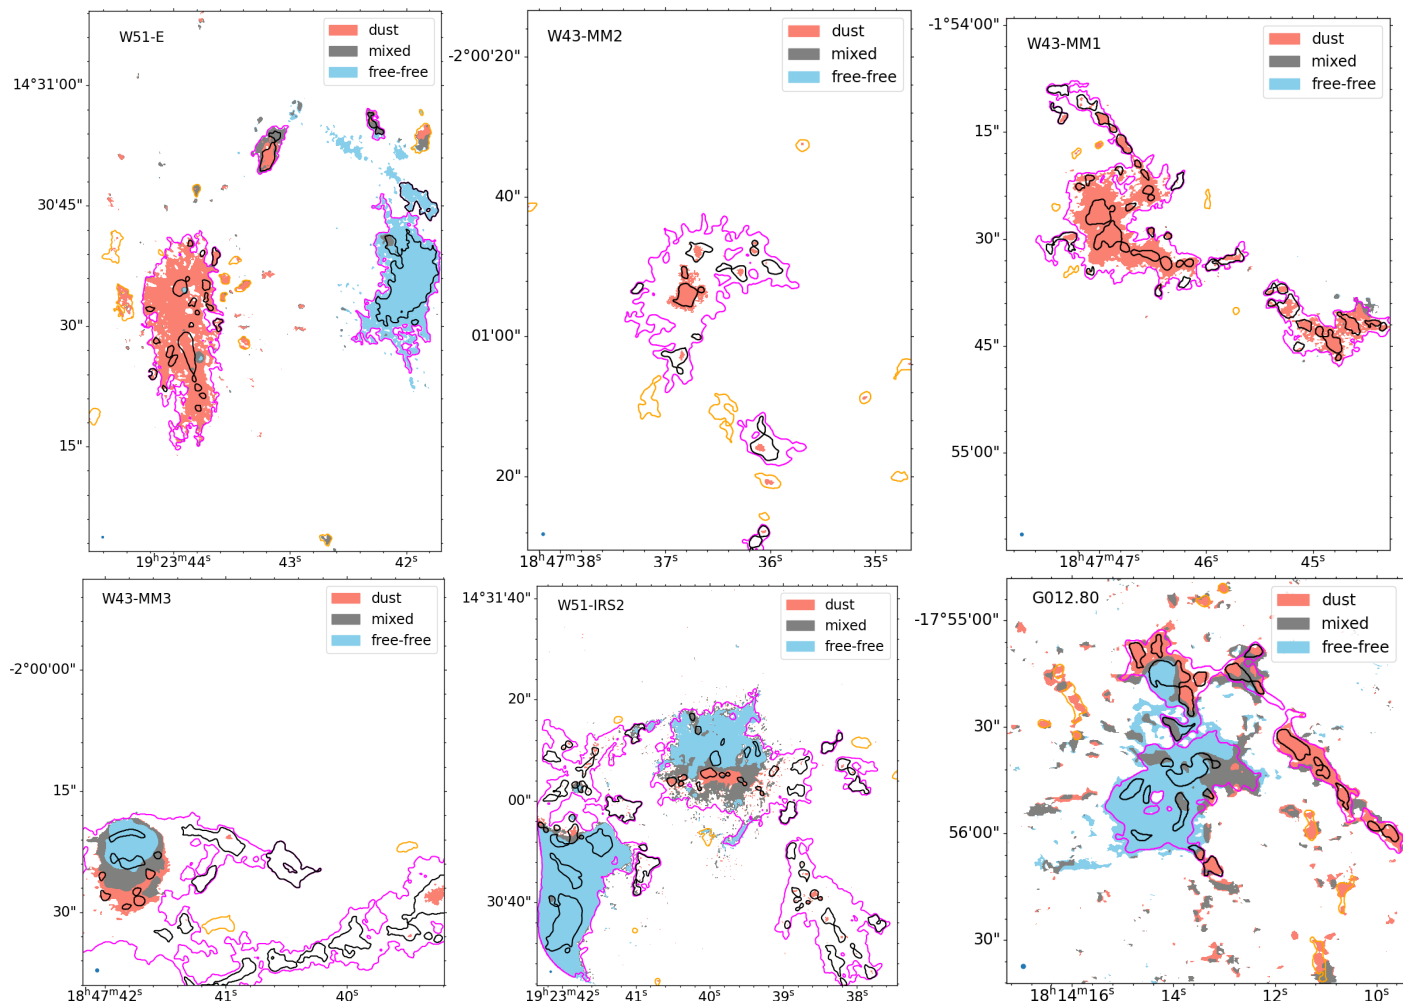 W51-E
dust
mixed
free-free
14°31'00"
30'45"
30"
15"
19ʰ23ᵐ44ˢ
43ˢ
42ˢ
W43-MM2
dust
mixed
free-free
-2°00'20"
40"
01'00"
20"
18ʰ47ᵐ38ˢ
37ˢ
36ˢ
35ˢ
W43-MM1
dust
mixed
free-free
-1°54'00"
15"
30"
45"
55'00"
18ʰ47ᵐ47ˢ
46ˢ
45ˢ
W43-MM3
dust
mixed
free-free
-2°00'00"
15"
30"
18ʰ47ᵐ42ˢ
41ˢ
40ˢ
W51-IRS2
dust
mixed
free-free
14°31'40"
20"
00"
30'40"
19ʰ23ᵐ42ˢ
41ˢ
40ˢ
39ˢ
38ˢ
G012.80
dust
mixed
free-free
-17°55'00"
30"
56'00"
30"
18ʰ14ᵐ16ˢ
14ˢ
12ˢ
10ˢ